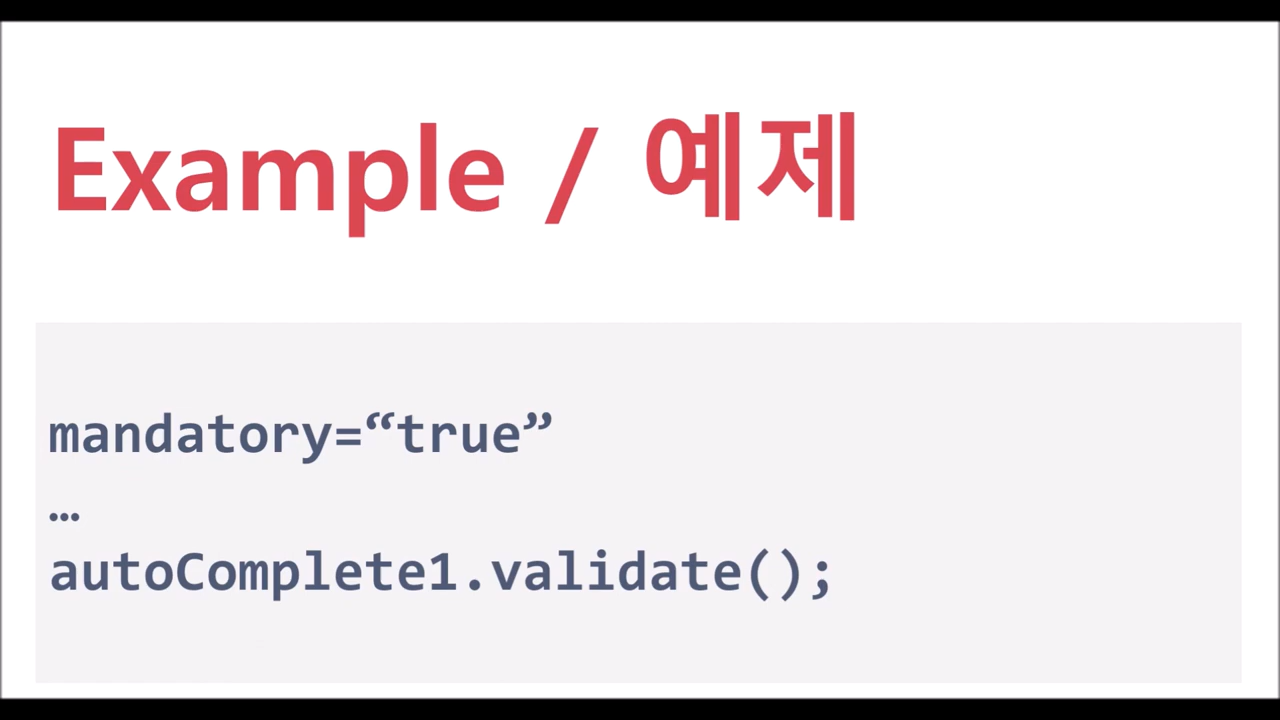 Example / 예제
mandatory=“true”
…
autoComplete1.validate();